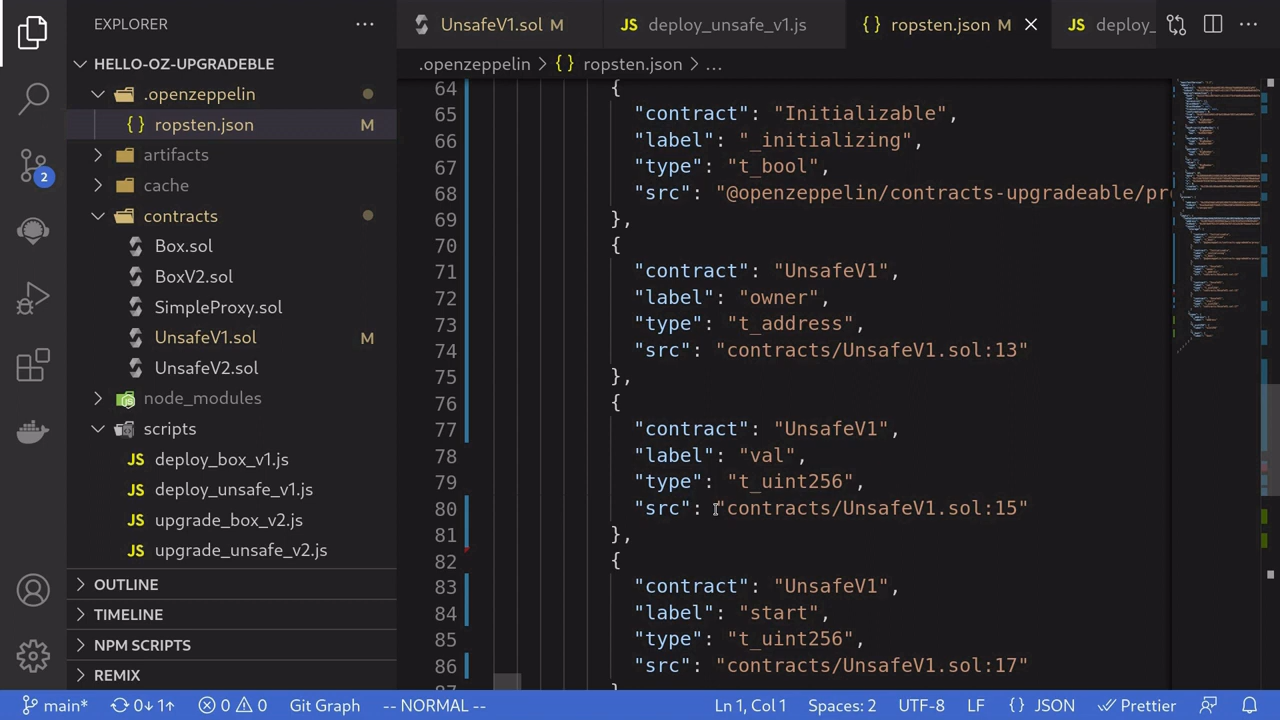 EXPLORER
HELLO-OZ-UPGRADEBLE
.openzeppelin
{} ropsten.json M
artifacts
cache
contracts
Box.sol
BoxV2.sol
SimpleProxy.sol
UnsafeV1.sol M
UnsafeV2.sol
node_modules
scripts
JS deploy_box_v1.js
JS deploy_unsafe_v1.js
JS upgrade_box_v2.js
JS upgrade_unsafe_v2.js
OUTLINE
TIMELINE
NPM SCRIPTS
REMIX
2
UnsafeV1.sol M
JS deploy_unsafe_v1.js
{} ropsten.json M
JS deploy_
.openzeppelin > {} ropsten.json > ...
64 {
65 "contract": "Initializable",
66 "label": "_initializing",
67 "type": "t_bool",
68 "src": "@openzeppelin/contracts-upgradeable/pro
69 },
70 {
71 "contract": "UnsafeV1",
72 "label": "owner",
73 "type": "t_address",
74 "src": "contracts/UnsafeV1.sol:13"
75 },
76 {
77 "contract": "UnsafeV1",
78 "label": "val",
79 "type": "t_uint256",
80 "src": "contracts/UnsafeV1.sol:15"
81 },
82 {
83 "contract": "UnsafeV1",
84 "label": "start",
85 "type": "t_uint256",
86 "src": "contracts/UnsafeV1.sol:17"
main* 0↓ 1↑ 0 0 Git Graph -- NORMAL -- Ln 1, Col 1 Spaces: 2 UTF-8 LF {} JSON Prettier